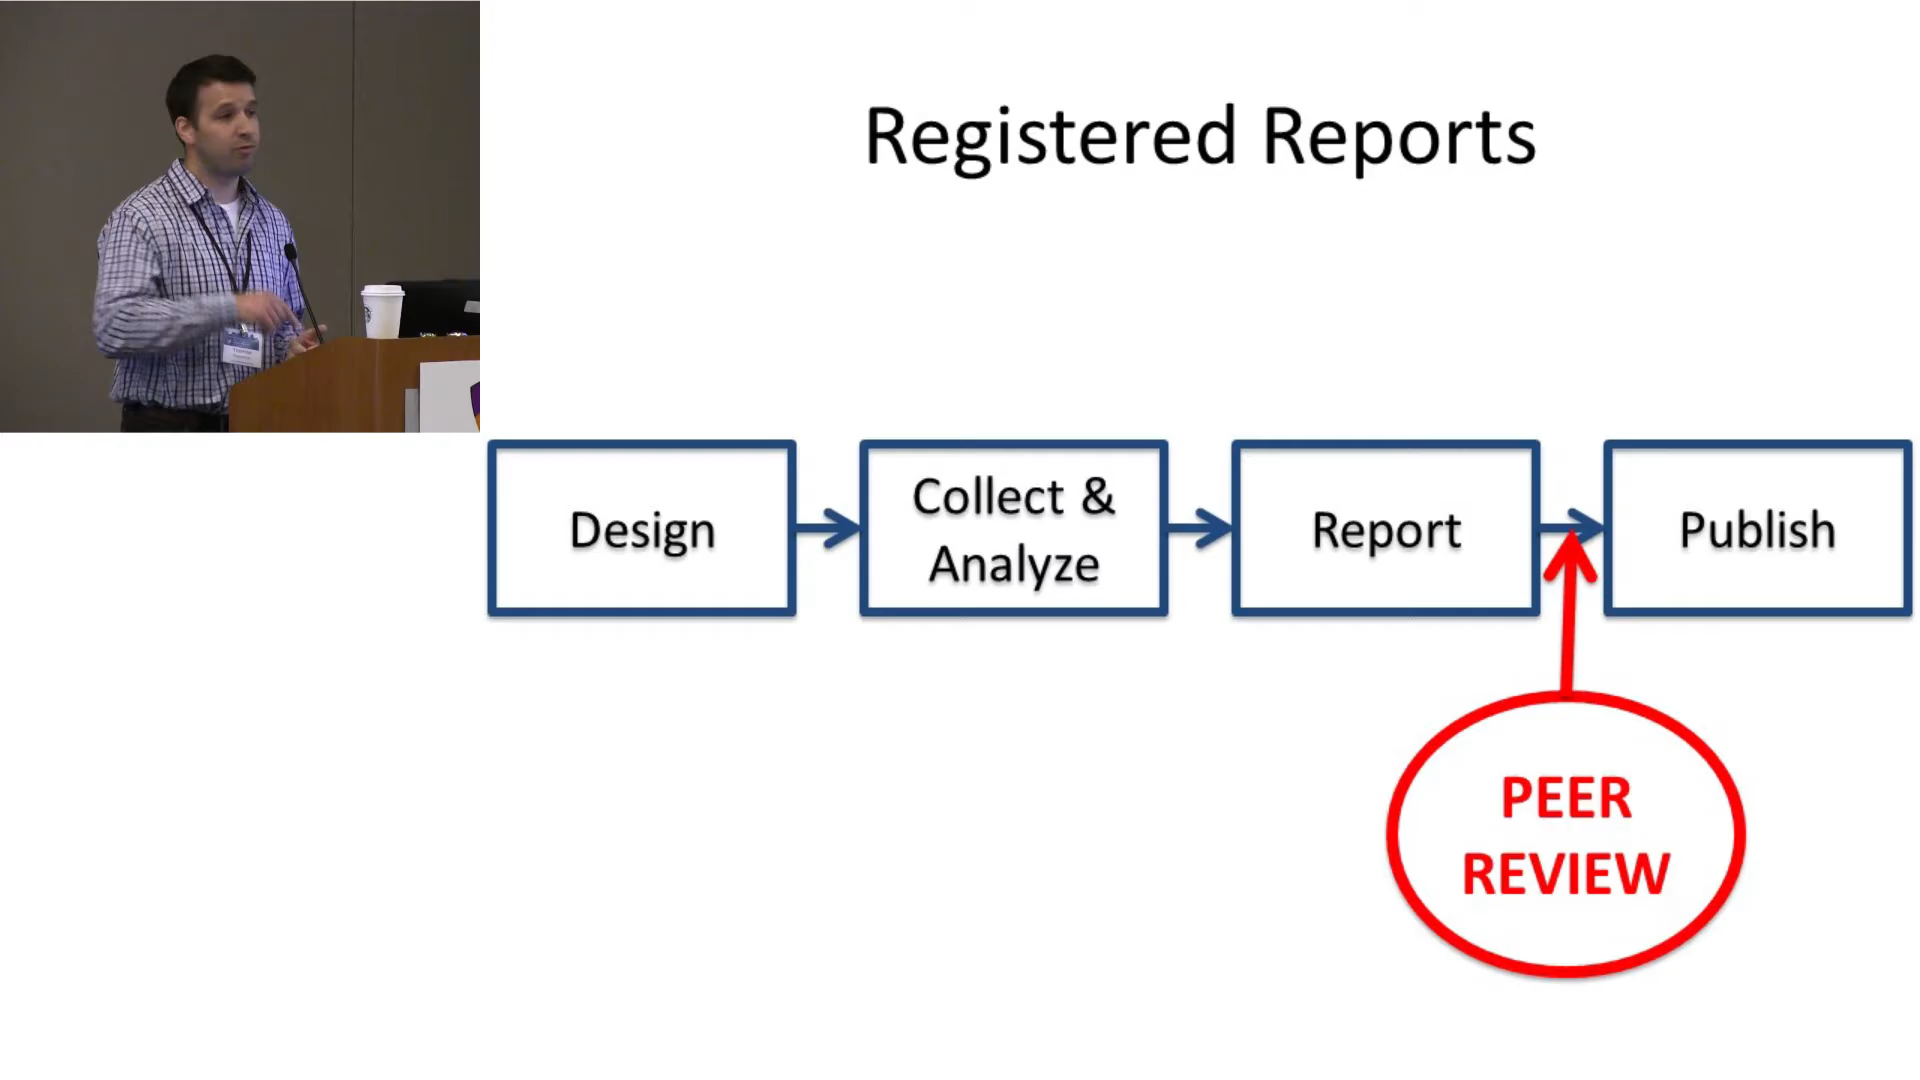 Registered Reports
Design
Collect &
Analyze
Report
Publish
PEER
REVIEW